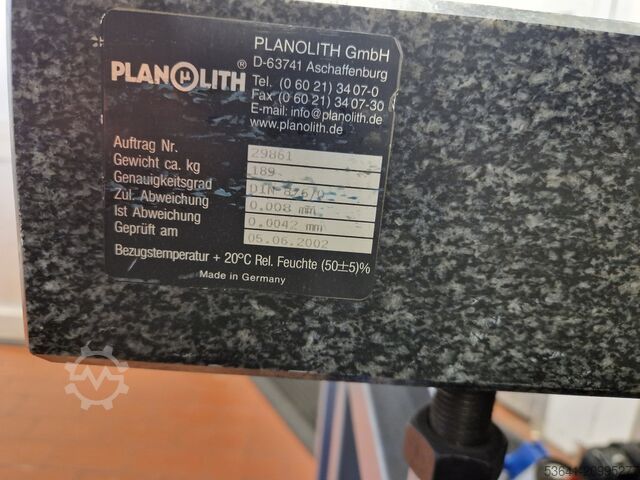 PLANOLITH®
PLANOLITH GmbH
D-63741 Aschaffenburg
Tel. (0 60 21) 34 07-0
Fax (0 60 21) 34 07-30
E-mail: info@planolith.de
www.planolith.de
Auftrag Nr. 29861
Gewicht ca. kg 189
Genauigkeitsgrad DIN 876/0
Zul. Abweichung 0.008 mm
Ist Abweichung 0.0042 mm
Geprüft am 05.06.2002
Bezugstemperatur + 20°C Rel. Feuchte (50±5)%
Made in Germany